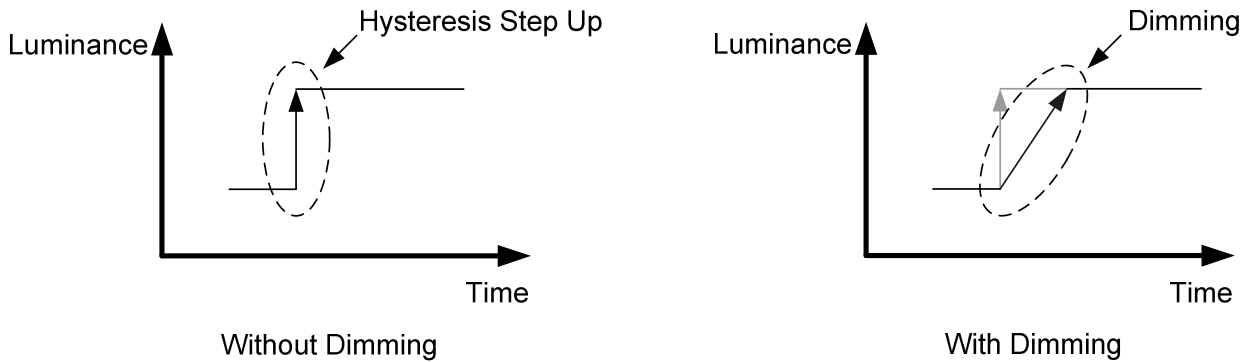 Hysteresis Step Up
Luminance
Time
Without Dimming
Dimming
Luminance
Time
With Dimming